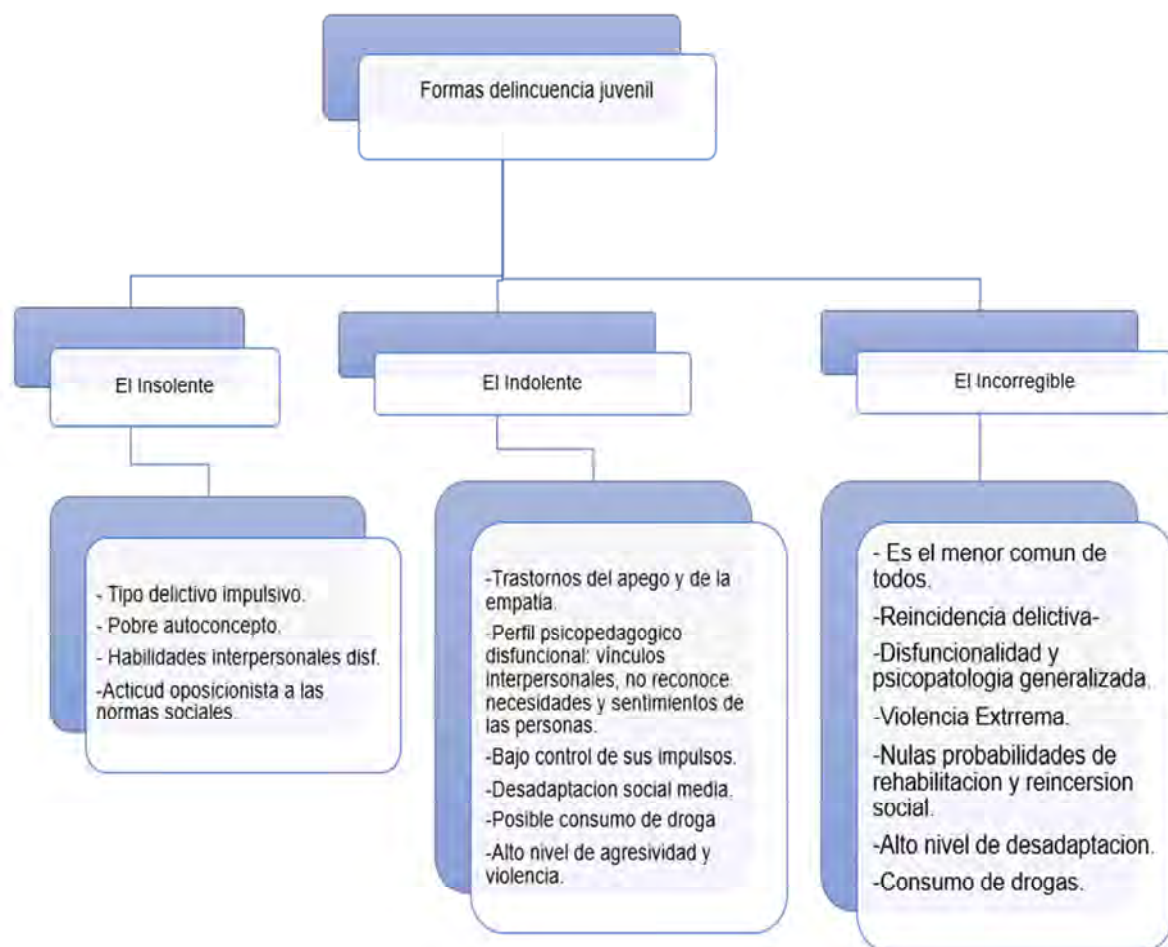 Formas delincuencia juvenil
El Insolente
El Indolente
El Incorregible
- Tipo delictivo impulsivo.
- Pobre autoconcepto.
- Habilidades interpersonales disf.
-Acticud oposicionista a las
normas sociales.
-Trastornos del apego y de la
empatia.
-Perfil psicopedagogico
disfuncional: vínculos
interpersonales, no reconoce
necesidades y sentimientos de
las personas.
-Bajo control de sus impulsos.
-Desadaptacion social media.
-Posible consumo de droga
-Alto nivel de agresividad y
violencia.
- Es el menor comun de
todos.
-Reincidencia delictiva-
-Disfuncionalidad y
psicopatologia generalizada.
-Violencia Extrrema.
-Nulas probabilidades de
rehabilitacion y reincersion
social.
-Alto nivel de desadaptacion.
-Consumo de drogas.